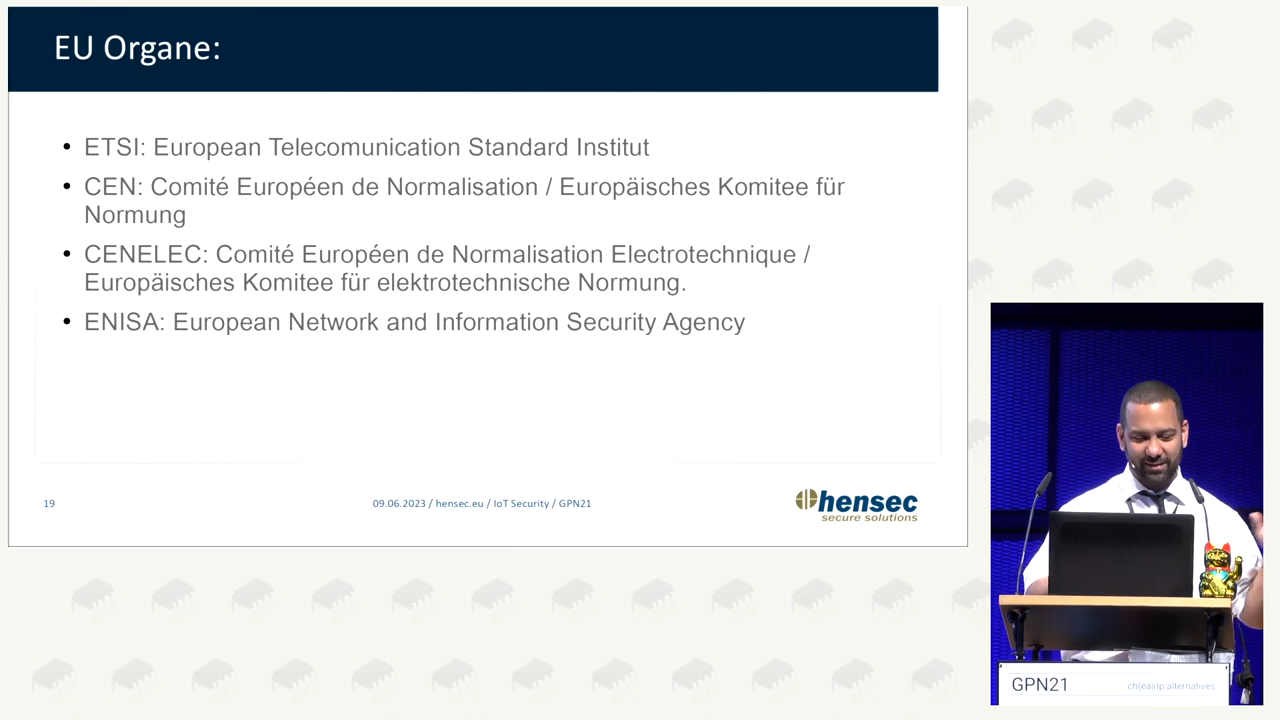 EU Organe:
• ETSI: European Telecomunication Standard Institut
• CEN: Comité Européen de Normalisation / Europäisches Komitee für
Normung
• CENELEC: Comité Européen de Normalisation Electrotechnique /
Europäisches Komitee für elektrotechnische Normung.
• ENISA: European Network and Information Security Agency
19
09.06.2023 / hensec.eu / IoT Security / GPN21
hensec
secure solutions
GPN21
ch(ea)ip alternatives